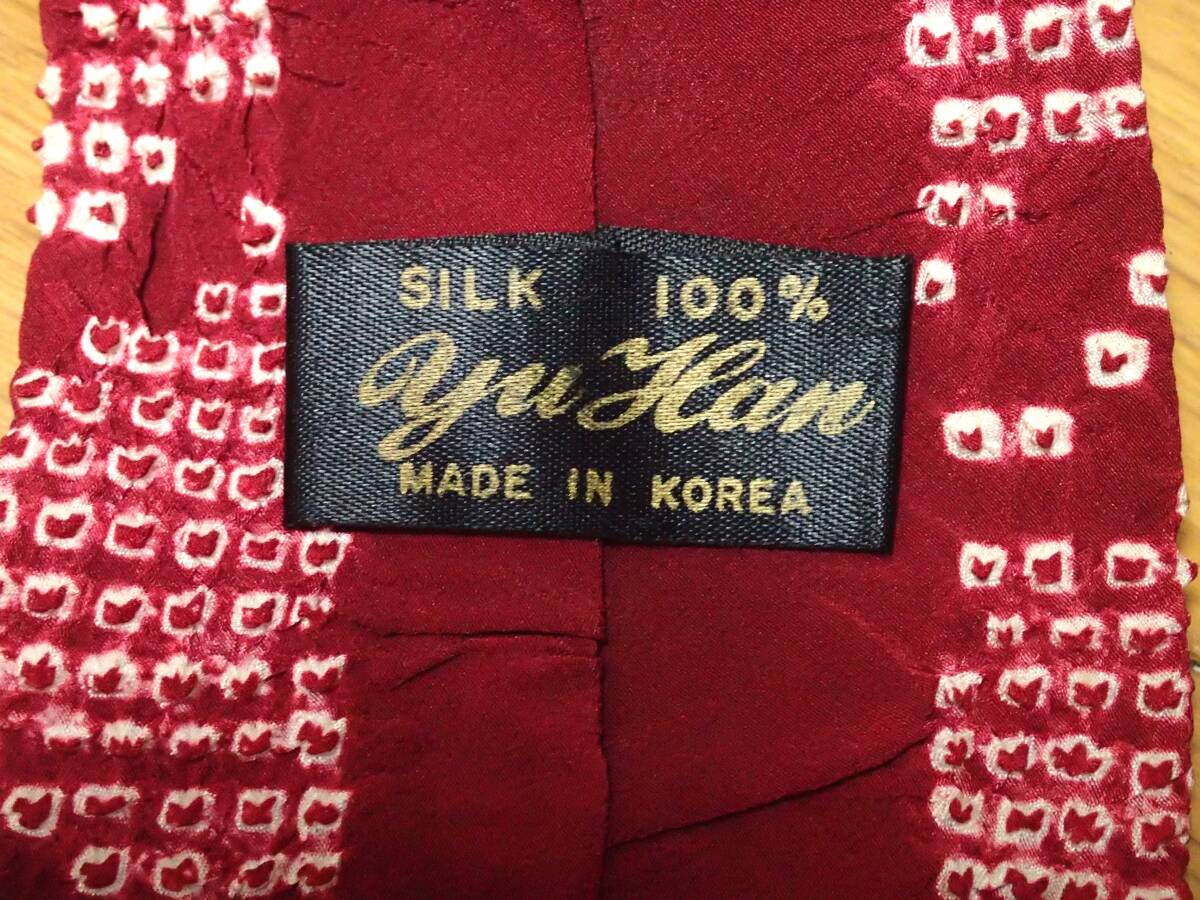 SILK 100%
Yu Han
MADE IN KOREA